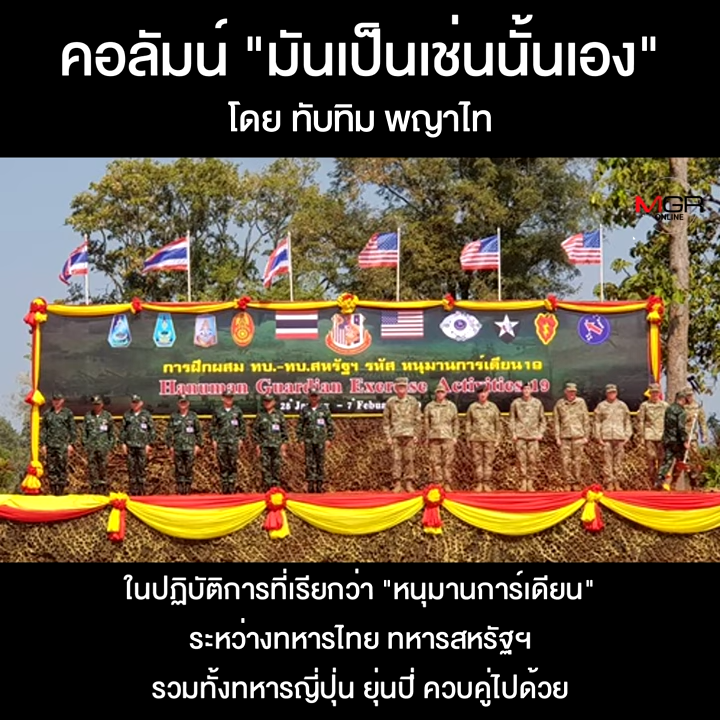 คอลัมน์ "มันเป็นเช่นนั้นเอง"
โดย ทับทิม พญาไท
MGR
ONLINE
การฝึกผสม ทบ.-ทบ.สหรัฐฯ รหัส หนุมานการ์เดียน19
Hanuman Guardian Exercise Activities 19
28 - 7
ในปฏิบัติการที่เรียกว่า "หนุมานการ์เดียน"
ระหว่างทหารไทย ทหารสหรัฐฯ
รวมทั้งทหารญี่ปุ่น ยุ่นปี่ ควบคู่ไปด้วย